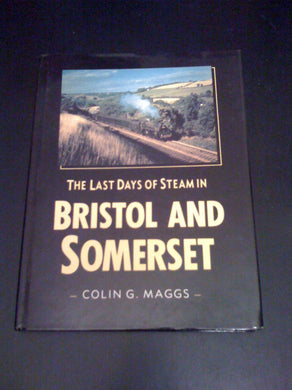 THE LAST DAYS OF STEAM IN
BRISTOL AND
SOMERSET
– COLIN G. MAGGS –